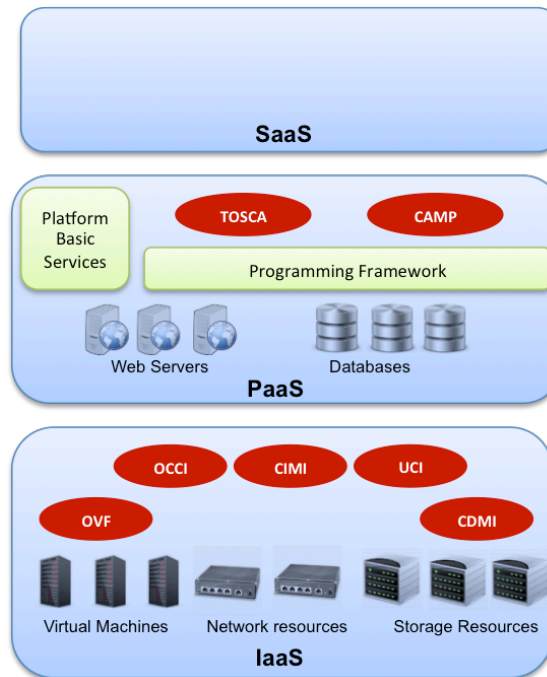 SaaS
Platform
Basic
Services
TOSCA
CAMP
Programming Framework
Web Servers
Databases
PaaS
OCCI
CIMI
UCI
OVF
CDMI
Virtual Machines
Network resources
Storage Resources
IaaS